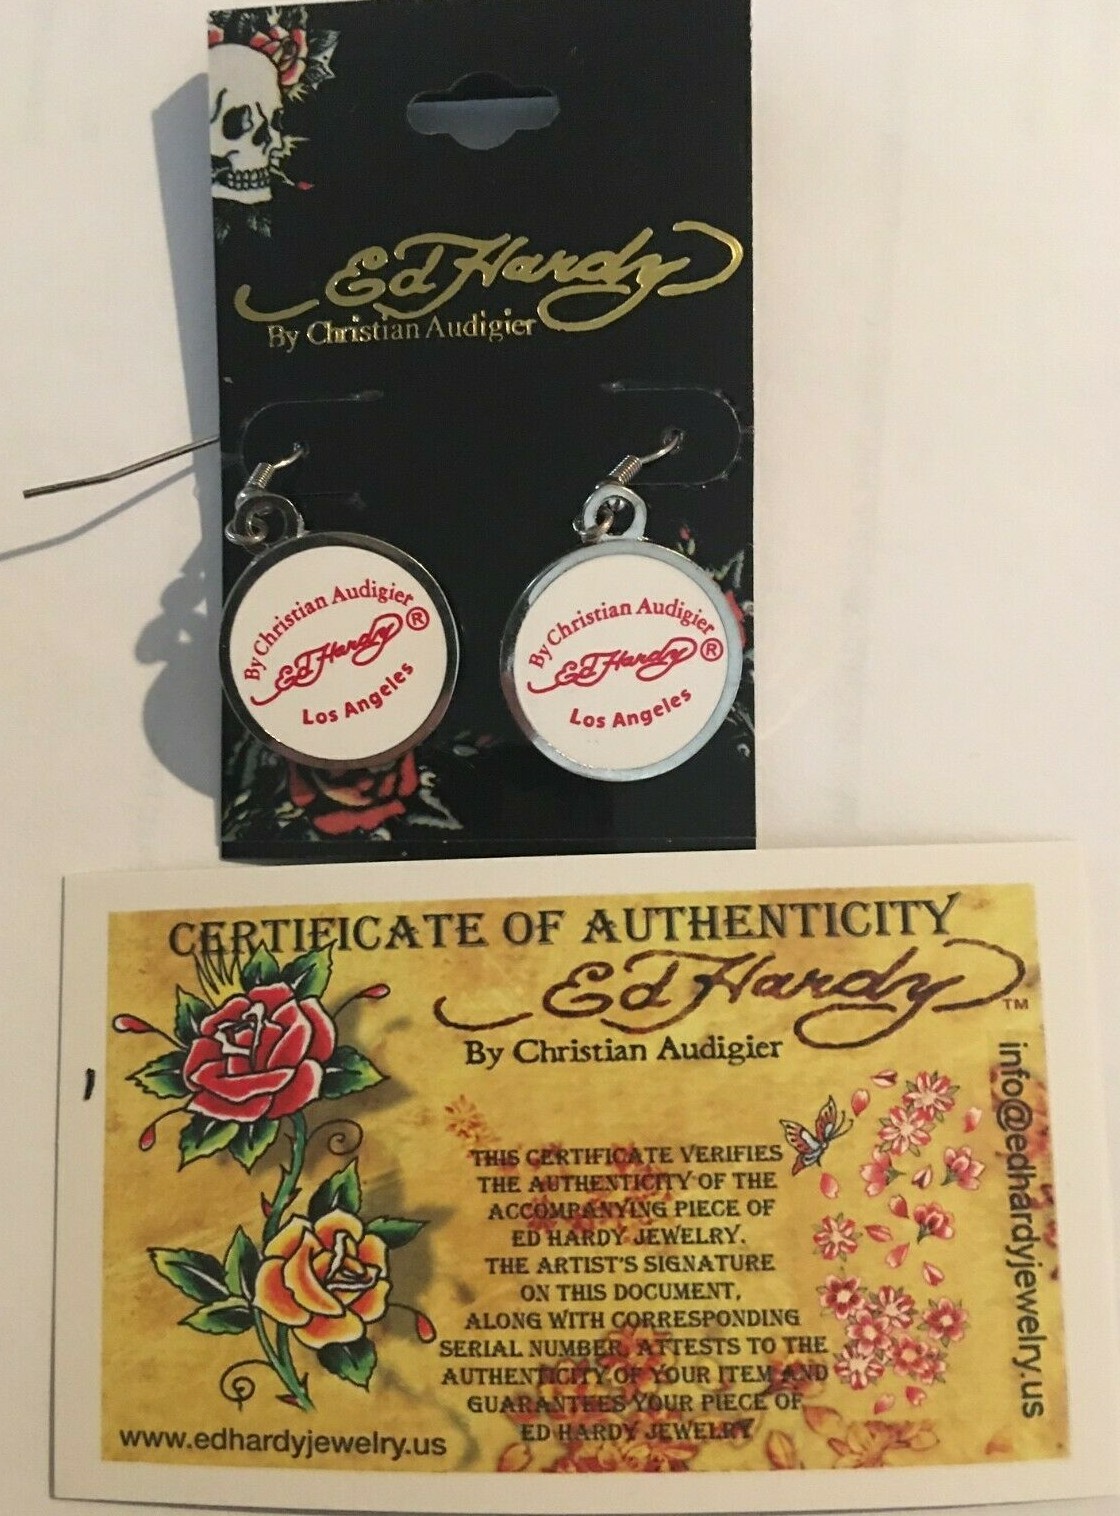 Ed Hardy
By Christian Audigier
By Christian Audigier
Ed Hardy ®
Los Angeles
By Christian Audigier
Ed Hardy ®
Los Angeles
CERTIFICATE OF AUTHENTICITY
Ed Hardy ™
By Christian Audigier
THIS CERTIFICATE VERIFIES
THE AUTHENTICITY OF THE
ACCOMPANYING PIECE OF
ED HARDY JEWELRY.
THE ARTIST'S SIGNATURE
ON THIS DOCUMENT,
ALONG WITH CORRESPONDING
SERIAL NUMBER, ATTESTS TO THE
AUTHENTICITY OF YOUR ITEM AND
GUARANTEES YOUR PIECE OF
ED HARDY JEWELRY
www.edhardyjewelry.us
info@edhardyjewelry.us